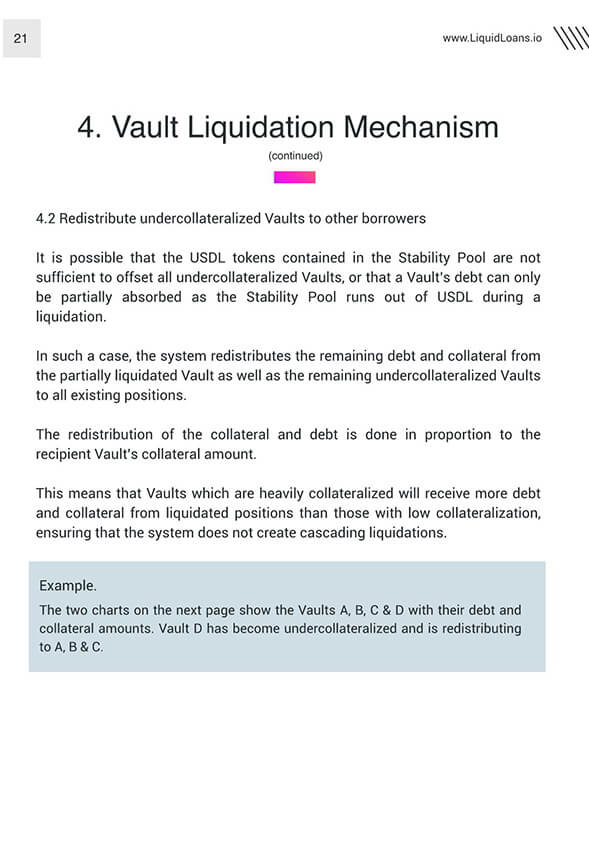 21
www.LiquidLoans.io
4. Vault Liquidation Mechanism
(continued)
4.2 Redistribute undercollateralized Vaults to other borrowers
It is possible that the USDL tokens contained in the Stability Pool are not
sufficient to offset all undercollateralized Vaults, or that a Vault's debt can only
be partially absorbed as the Stability Pool runs out of USDL during a
liquidation.
In such a case, the system redistributes the remaining debt and collateral from
the partially liquidated Vault as well as the remaining undercollateralized Vaults
to all existing positions.
The redistribution of the collateral and debt is done in proportion to the
recipient Vault's collateral amount.
This means that Vaults which are heavily collateralized will receive more debt
and collateral from liquidated positions than those with low collateralization,
ensuring that the system does not create cascading liquidations.
Example.
The two charts on the next page show the Vaults A, B, C & D with their debt and
collateral amounts. Vault D has become undercollateralized and is redistributing
to A, B & C.